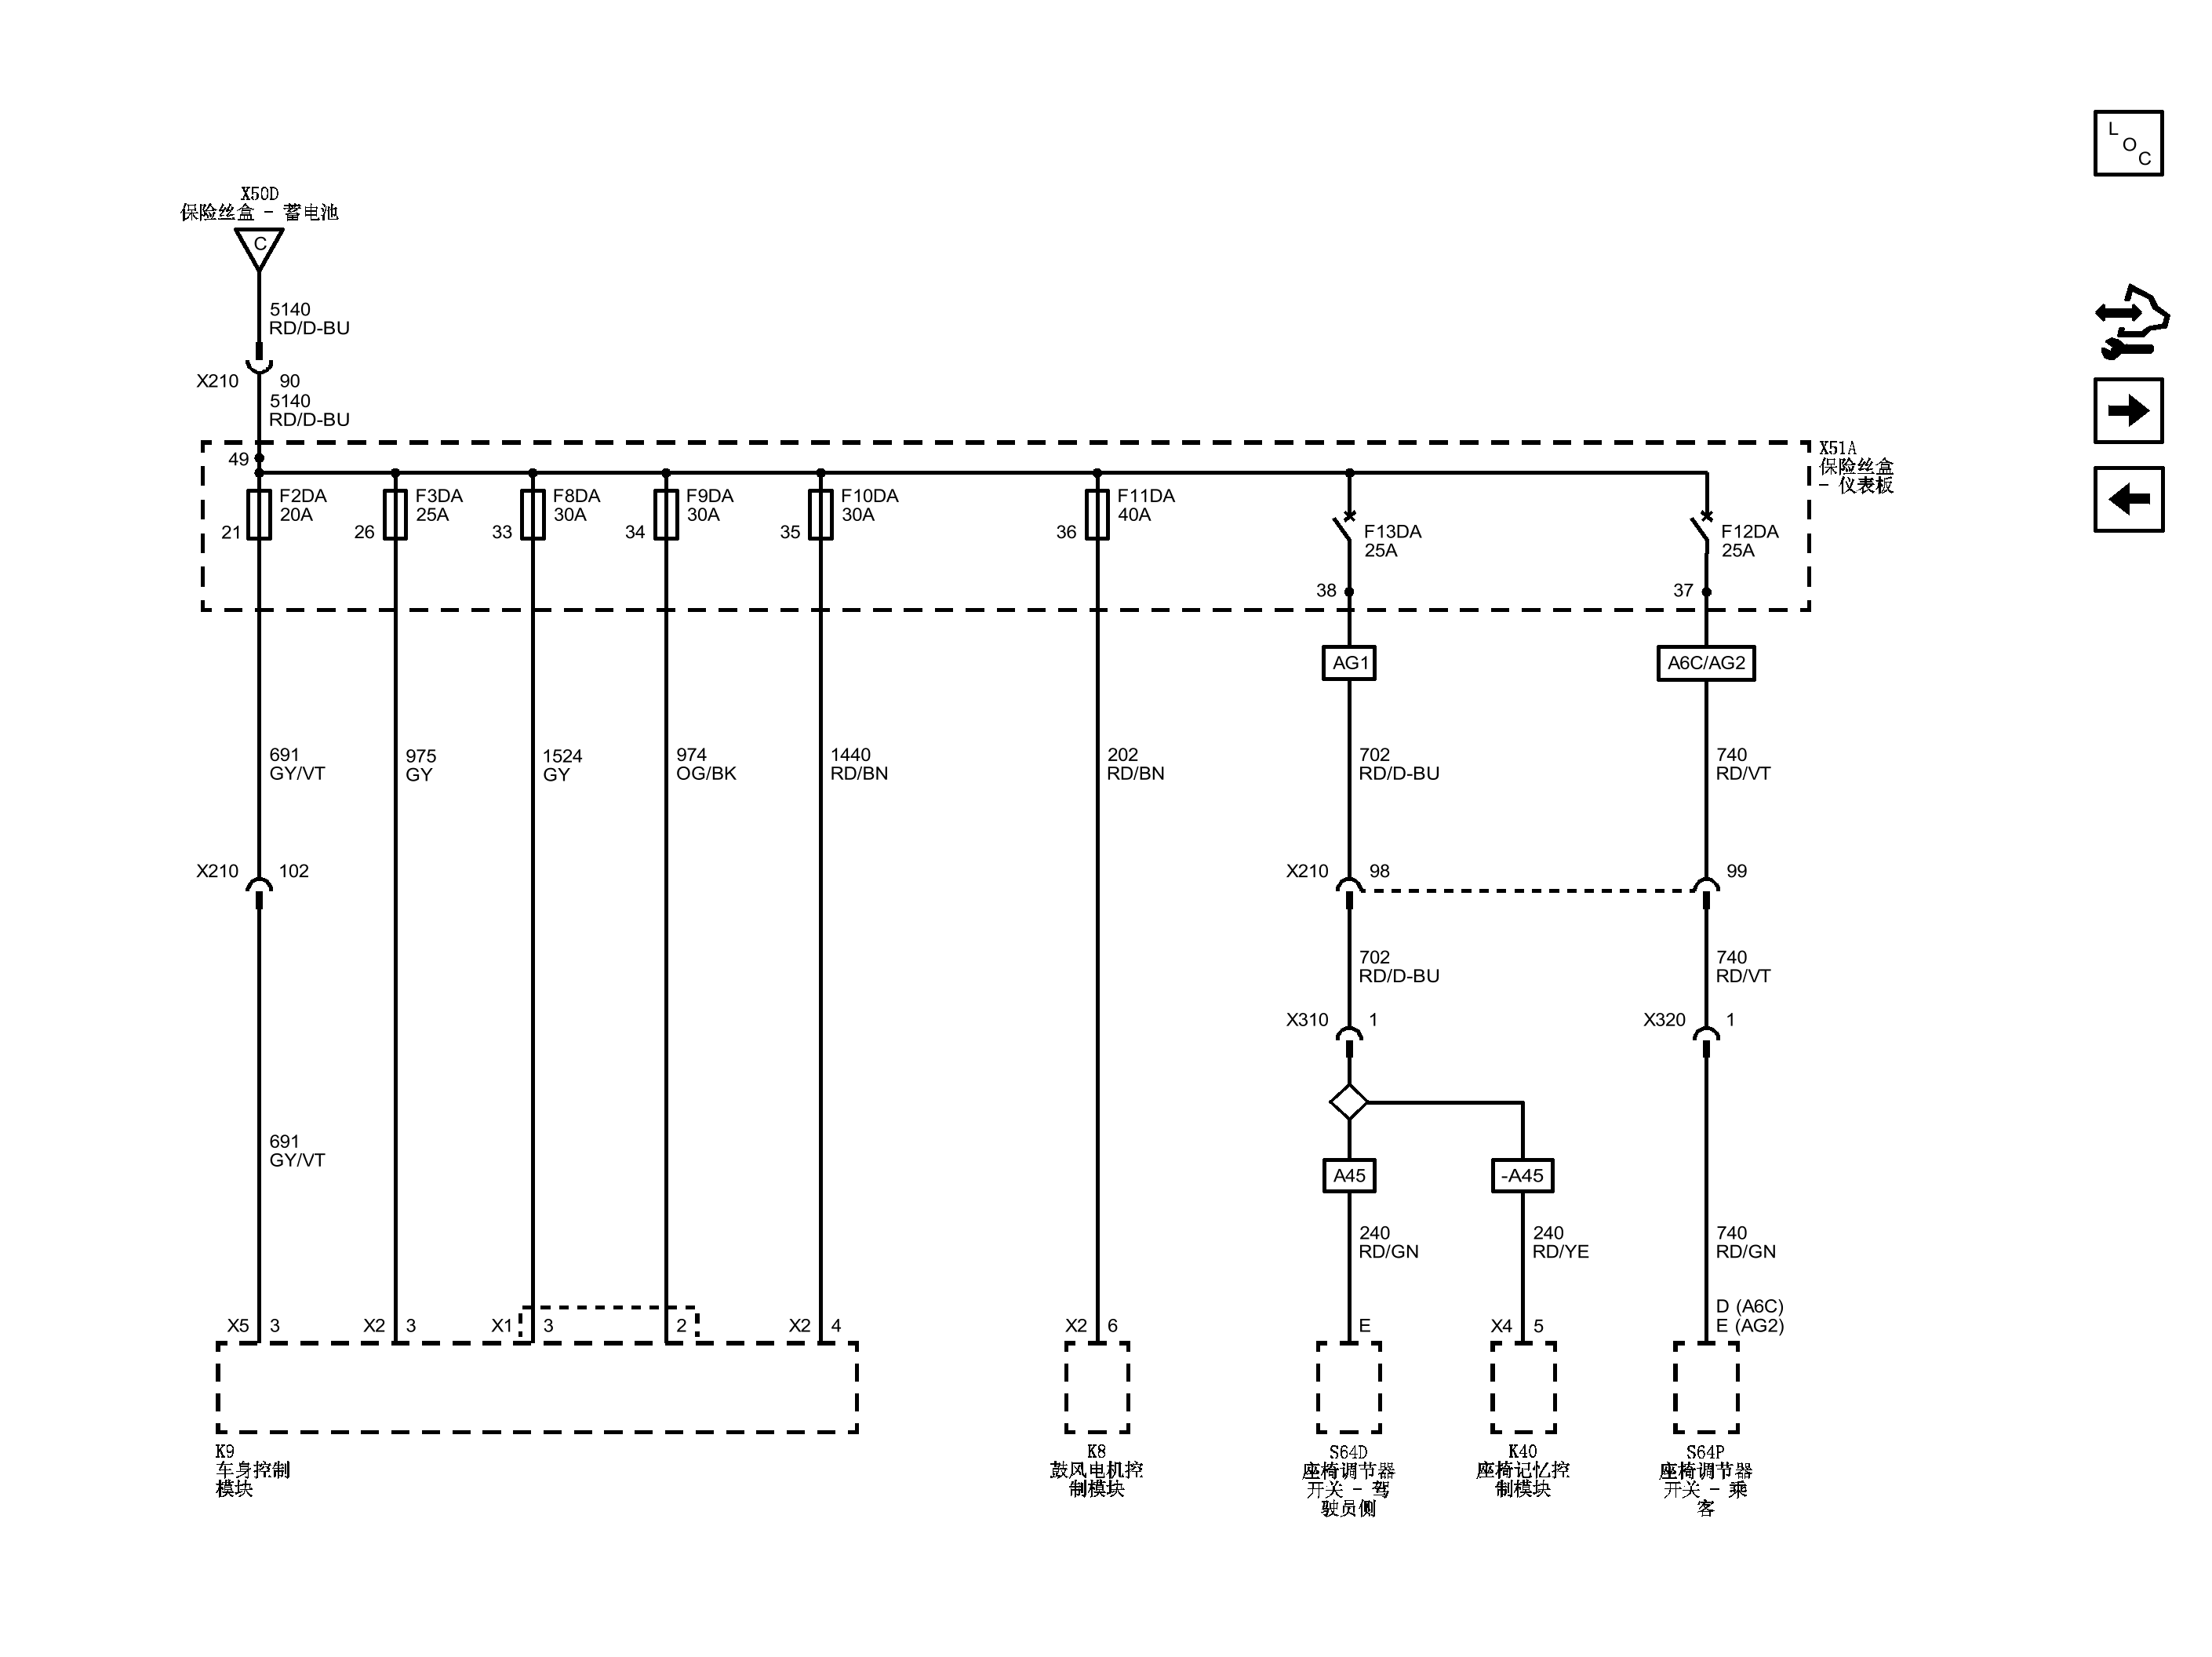 L
O
C
X50D
保险丝盒 - 蓄电池
C
5140
RD/D-BU
X210 90
5140
RD/D-BU
49
X51A
保险丝盒
- 仪表板
F2DA
20A
21
F3DA
25A
26
F8DA
30A
33
F9DA
30A
34
F10DA
30A
35
F11DA
40A
36
F13DA
25A
38
F12DA
25A
37
AG1
A6C/AG2
691
GY/VT
975
GY
1524
GY
974
OG/BK
1440
RD/BN
202
RD/BN
702
RD/D-BU
740
RD/VT
X210 102
X210 98
99
702
RD/D-BU
740
RD/VT
X310 1
X320 1
691
GY/VT
A45
-A45
240
RD/GN
240
RD/YE
740
RD/GN
D (A6C)
E (AG2)
X5 3
X2 3
X1 3
2
X2 4
X2 6
E
X4 5
K9
车身控制
模块
K8
鼓风电机控
制模块
S64D
座椅调节器
开关 - 驾
驶员侧
K40
座椅记忆控
制模块
S64P
座椅调节器
开关 - 乘
客